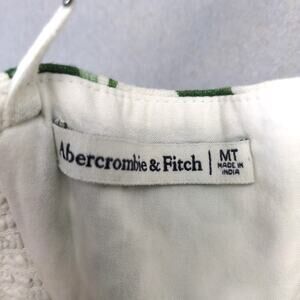 Abercrombie & Fitch | MT
MADE IN
INDIA